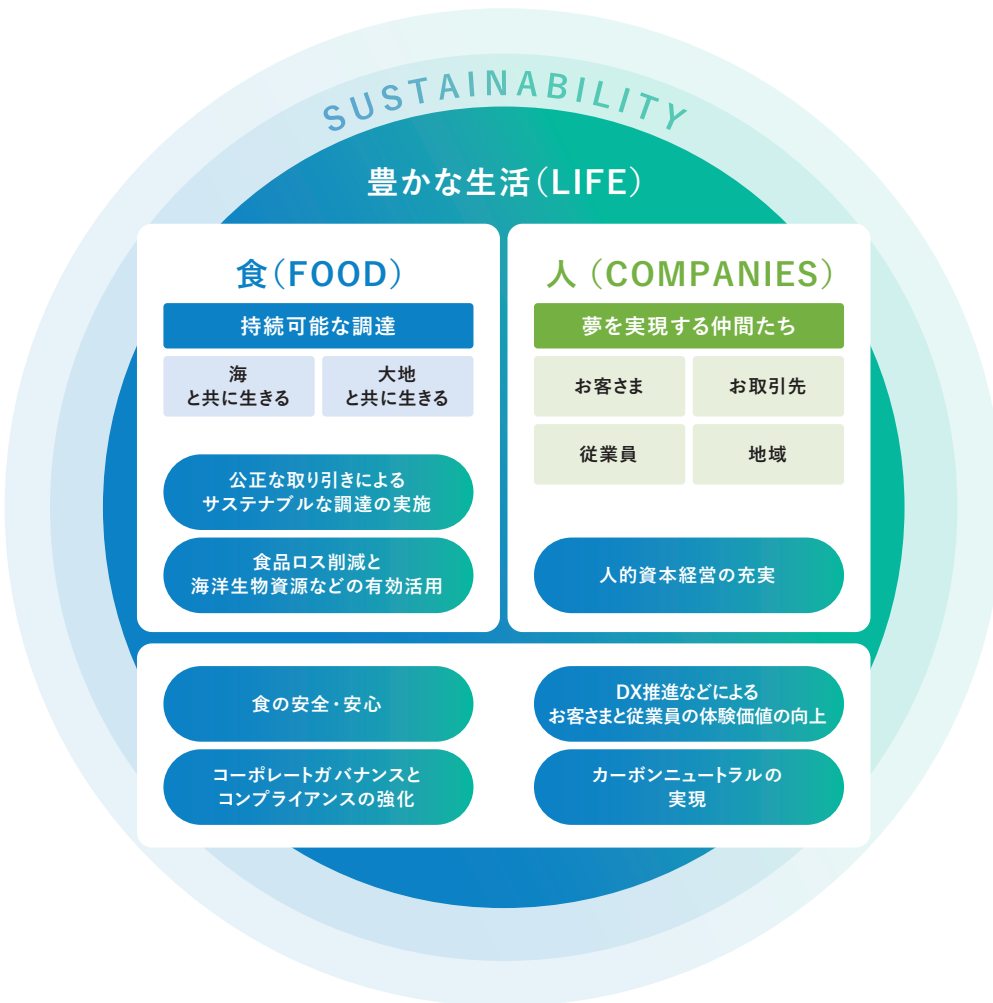 SUSTAINABILITY
豊かな生活(LIFE)
食(FOOD)
持続可能な調達
海
と共に生きる
大地
と共に生きる
公正な取り引きによる
サステナブルな調達の実施
食品ロス削減と
海洋生物資源などの有効活用
人(COMPANIES)
夢を実現する仲間たち
お客さま
お取引先
従業員
地域
人的資本経営の充実
食の安全・安心
DX推進などによる
お客さまと従業員の体験価値の向上
コーポレートガバナンスと
コンプライアンスの強化
カーボンニュートラルの
実現